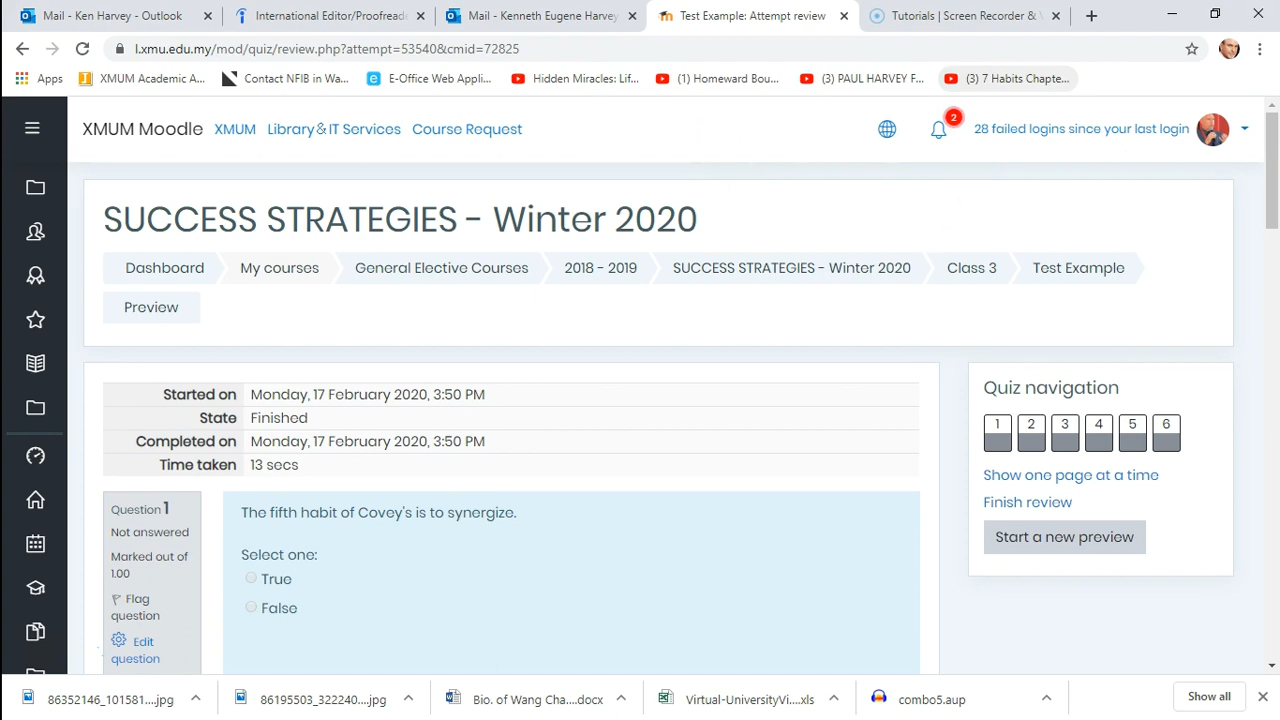 Mail - Ken Harvey - Outlook
International Editor/Proofreade
Mail - Kenneth Eugene Harvey
Test Example: Attempt review
Tutorials | Screen Recorder & V
l.xmu.edu.my/mod/quiz/review.php?attempt=53540&cmid=72825
Apps
XMUM Academic A...
Contact NFIB in Wa...
E-Office Web Appli...
Hidden Miracles: Lif...
(1) Homeward Bou...
(3) PAUL HARVEY F...
(3) 7 Habits Chapte...
XMUM Moodle XMUM Library&IT Services Course Request
2
28 failed logins since your last login
SUCCESS STRATEGIES - Winter 2020
Dashboard My courses General Elective Courses 2018 - 2019 SUCCESS STRATEGIES - Winter 2020 Class 3 Test Example
Preview
Started on Monday, 17 February 2020, 3:50 PM
State Finished
Completed on Monday, 17 February 2020, 3:50 PM
Time taken 13 secs
Quiz navigation
1 2 3 4 5 6
Show one page at a time
Finish review
Start a new preview
Question 1
Not answered
Marked out of
1.00
Flag
question
Edit
question
The fifth habit of Covey's is to synergize.
Select one:
True
False
86352146_101581....jpg
86195503_322240....jpg
Bio. of Wang Cha....docx
Virtual-UniversityVi....xls
combo5.aup
Show all